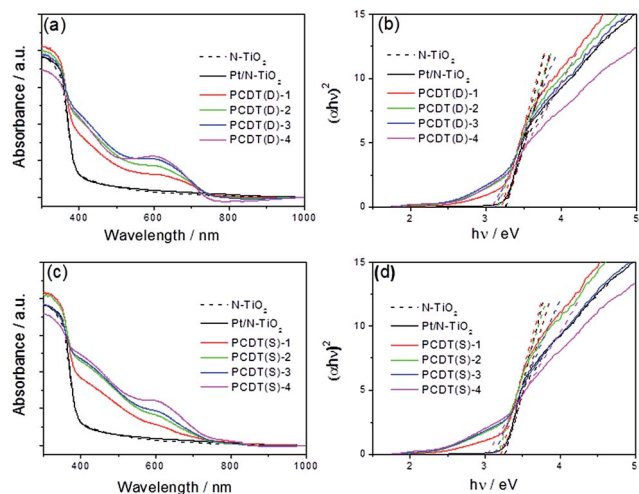 (a)
N-TiO₂
Pt/N-TiO₂
PCDT(D)-1
PCDT(D)-2
PCDT(D)-3
PCDT(D)-4
Absorbance / a.u.
400 600 800 1000
Wavelength / nm
(b)
N-TiO₂
Pt/N-TiO₂
PCDT(D)-1
PCDT(D)-2
PCDT(D)-3
PCDT(D)-4
(αhν)²
15
10
5
0
2 3 4 5
hν / eV
(c)
N-TiO₂
Pt/N-TiO₂
PCDT(S)-1
PCDT(S)-2
PCDT(S)-3
PCDT(S)-4
Absorbance / a.u.
400 600 800 1000
Wavelength / nm
(d)
N-TiO₂
Pt/N-TiO₂
PCDT(S)-1
PCDT(S)-2
PCDT(S)-3
PCDT(S)-4
(αhν)²
15
10
5
0
2 3 4 5
hν / eV